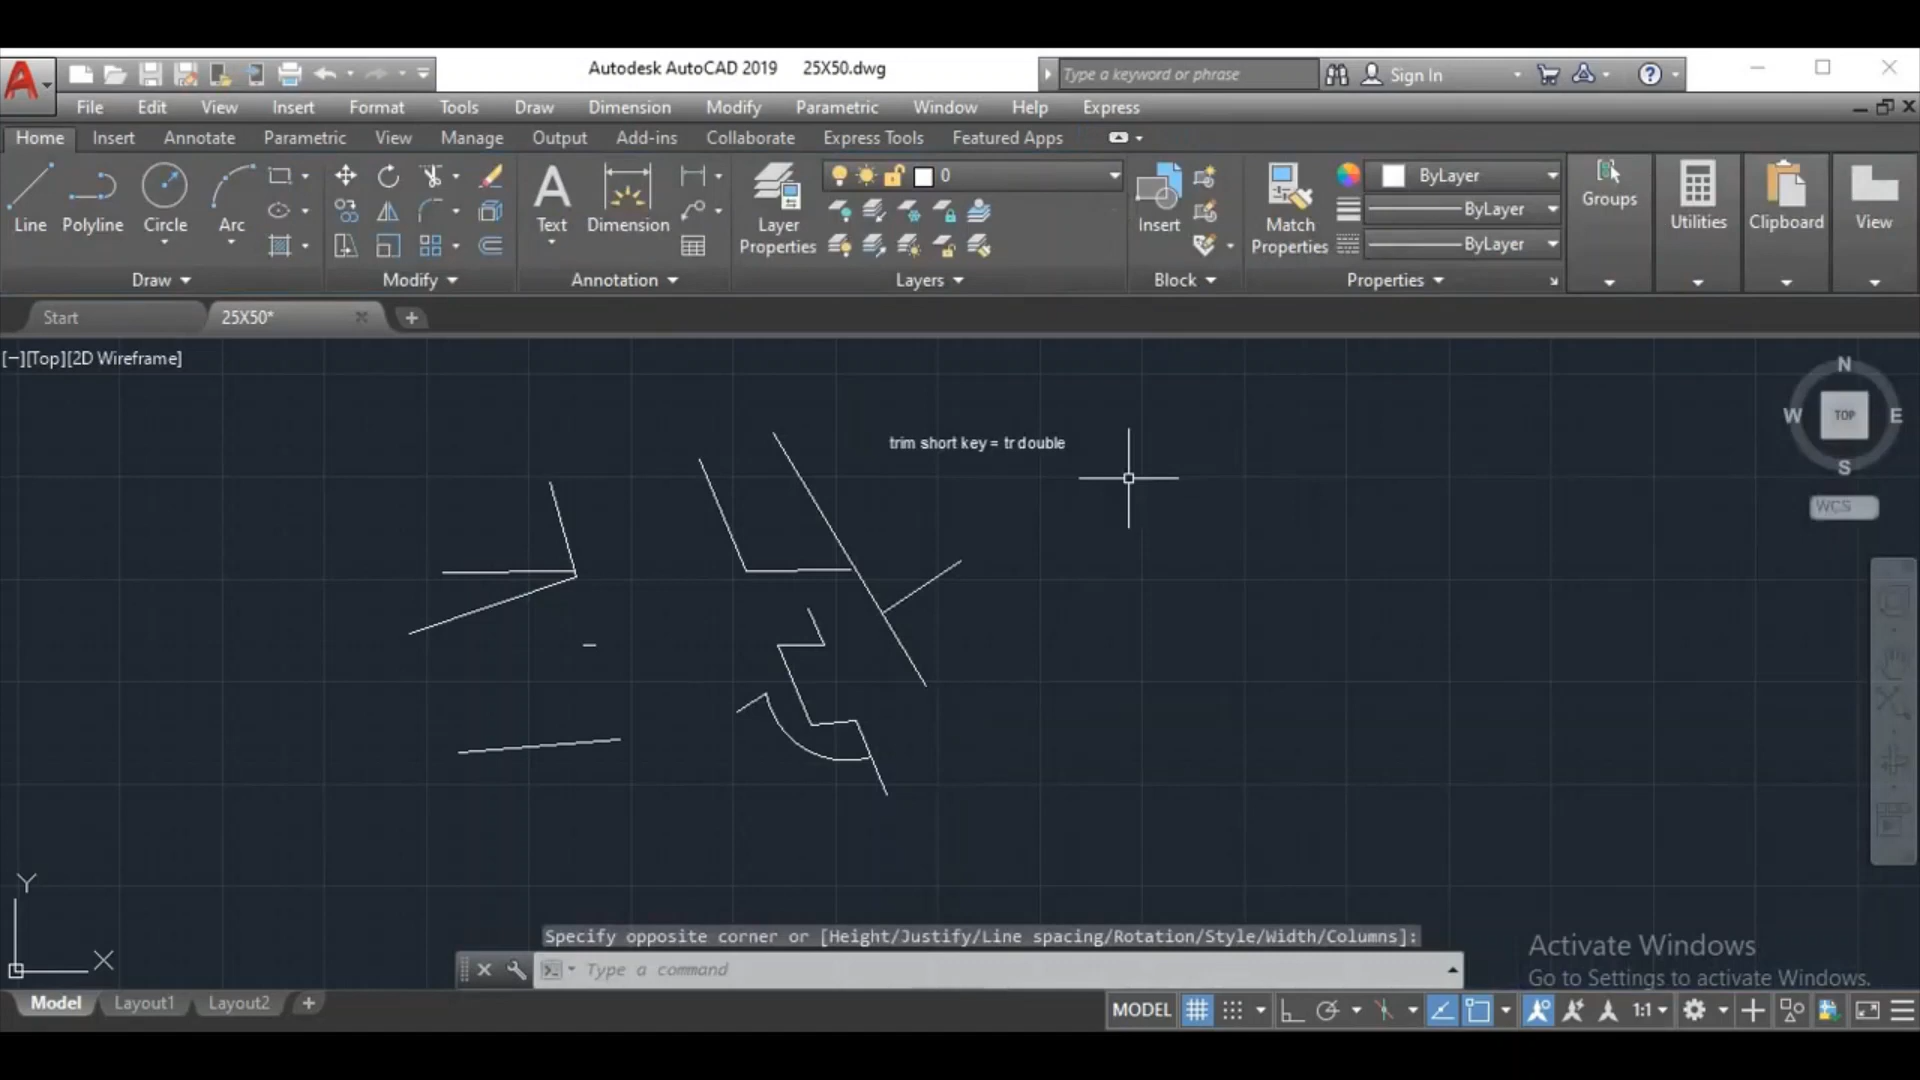 Autodesk AutoCAD 2019 25X50.dwg
Type a keyword or phrase
Sign In
File Edit View Insert Format Tools Draw Dimension Modify Parametric Window Help Express
Home Insert Annotate Parametric View Manage Output Add-ins Collaborate Express Tools Featured Apps
Line Polyline Circle Arc
Text Dimension
Layer Properties
0
Insert
Match Properties
ByLayer
ByLayer
ByLayer
Groups Utilities Clipboard View
Draw Modify Annotation Layers Block Properties
Start 25X50*
[−][Top][2D Wireframe]
N
W TOP E
S
WCS
trim short key = tr double
Y
X
Specify opposite corner or [Height/Justify/Line spacing/Rotation/Style/Width/Columns]:
Type a command
Activate Windows
Go to Settings to activate Windows.
Model Layout1 Layout2
MODEL 1:1